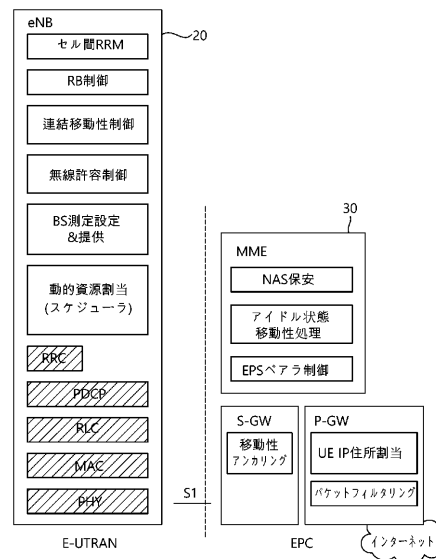 eNB
20
セル間RRM
RB制御
連結移動性制御
無線許容制御
BS測定設定
&提供
動的資源割当
(スケジューラ)
RRC
PDCP
RLC
MAC
PHY
E-UTRAN
S1
30
MME
NAS保安
アイドル状態
移動性処理
EPSベアラ制御
S-GW
移動性
アンカリング
P-GW
UE IP住所割当
パケットフィルタリング
EPC
インターネット